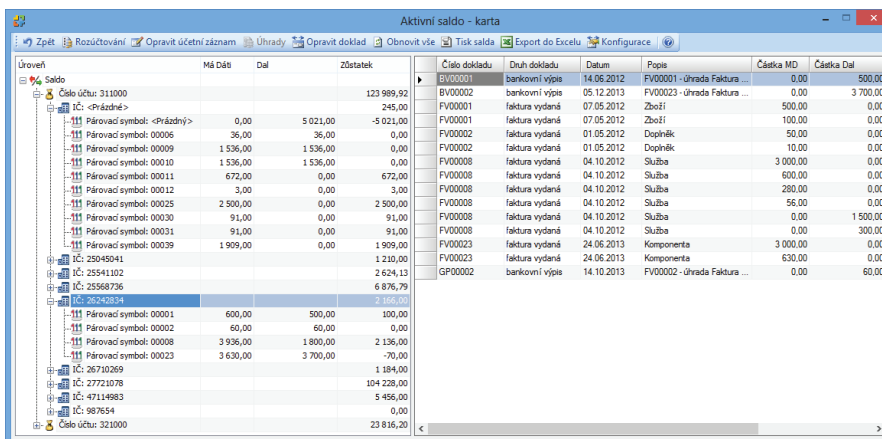 Aktivní saldo - karta
Zpět Rozúčtování Opravit účetní záznam Úhrady Opravit doklad Obnovit vše Tisk salda Export do Excelu Konfigurace
Úroveň Má Dáti Dal Zůstatek
Saldo
Číslo účtu: 311000 123 989,92
IČ: <Prázdné> 245,00
Párovací symbol: <Prázdný> 0,00 5 021,00 -5 021,00
Párovací symbol: 00006 36,00 36,00 0,00
Párovací symbol: 00009 1 536,00 1 536,00 0,00
Párovací symbol: 00010 1 536,00 1 536,00 0,00
Párovací symbol: 00011 672,00 0,00 672,00
Párovací symbol: 00012 3,00 0,00 3,00
Párovací symbol: 00025 2 500,00 0,00 2 500,00
Párovací symbol: 00030 91,00 0,00 91,00
Párovací symbol: 00031 91,00 0,00 91,00
Párovací symbol: 00039 1 909,00 0,00 1 909,00
IČ: 25045041 1 210,00
IČ: 25541102 2 624,13
IČ: 25568736 6 876,79
IČ: 26242834 2 166,00
Párovací symbol: 00001 600,00 500,00 100,00
Párovací symbol: 00002 60,00 60,00 0,00
Párovací symbol: 00008 3 936,00 1 800,00 2 136,00
Párovací symbol: 00023 3 630,00 3 700,00 -70,00
IČ: 26710269 1 184,00
IČ: 27721078 104 228,00
IČ: 47114983 5 456,00
IČ: 987654 0,00
Číslo účtu: 321000 23 816,20
Číslo dokladu Druh dokladu Datum Popis Částka MD Částka Dal
BV00001 bankovní výpis 14.06.2012 FV00001 - úhrada Faktura ... 0,00 500,00
BV00002 bankovní výpis 05.12.2013 FV00023 - úhrada Faktura ... 0,00 3 700,00
FV00001 faktura vydaná 07.05.2012 Zboží 500,00 0,00
FV00001 faktura vydaná 07.05.2012 Zboží 100,00 0,00
FV00002 faktura vydaná 01.05.2012 Doplněk 50,00 0,00
FV00002 faktura vydaná 01.05.2012 Doplněk 10,00 0,00
FV00008 faktura vydaná 04.10.2012 Služba 3 000,00 0,00
FV00008 faktura vydaná 04.10.2012 Služba 600,00 0,00
FV00008 faktura vydaná 04.10.2012 Služba 280,00 0,00
FV00008 faktura vydaná 04.10.2012 Služba 56,00 0,00
FV00008 faktura vydaná 04.10.2012 Služba 0,00 1 500,00
FV00008 faktura vydaná 04.10.2012 Služba 0,00 300,00
FV00023 faktura vydaná 24.06.2013 Komponenta 3 000,00 0,00
FV00023 faktura vydaná 24.06.2013 Komponenta 630,00 0,00
GP00002 bankovní výpis 14.10.2013 FV00002 - úhrada Faktura ... 0,00 60,00